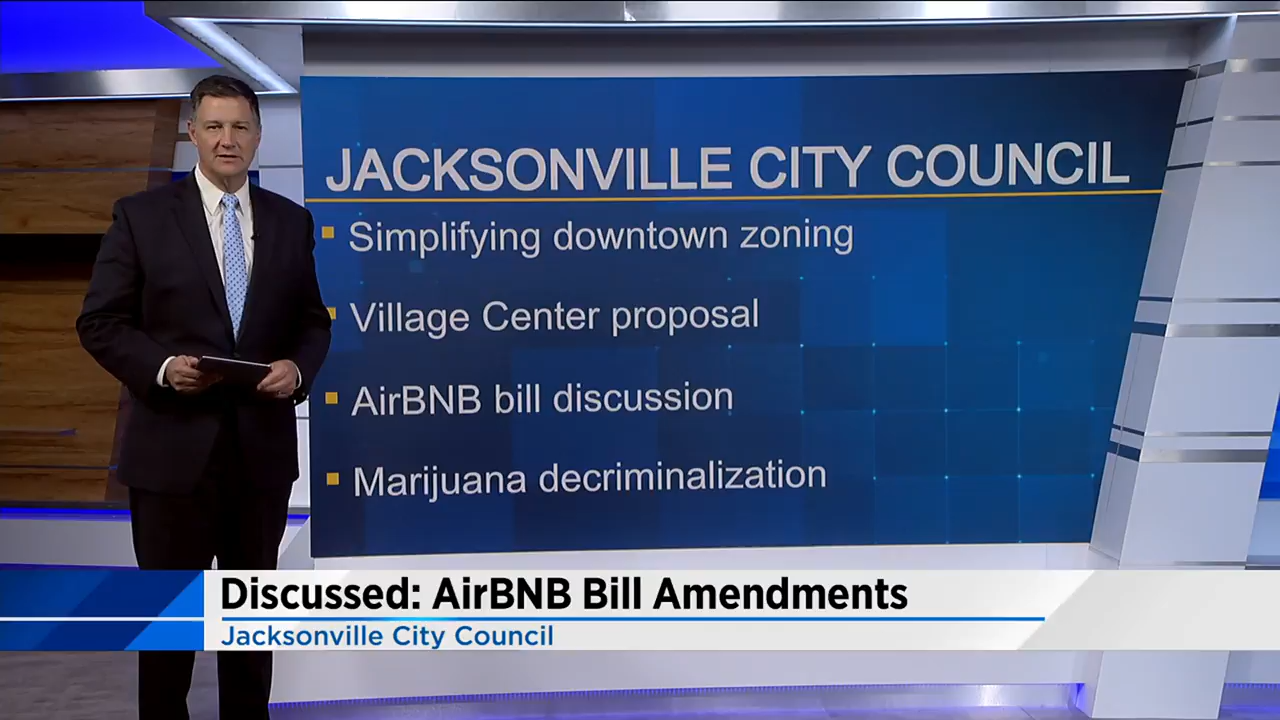 JACKSONVILLE CITY COUNCIL
Simplifying downtown zoning
Village Center proposal
AirBNB bill discussion
Marijuana decriminalization
Discussed: AirBNB Bill Amendments
Jacksonville City Council